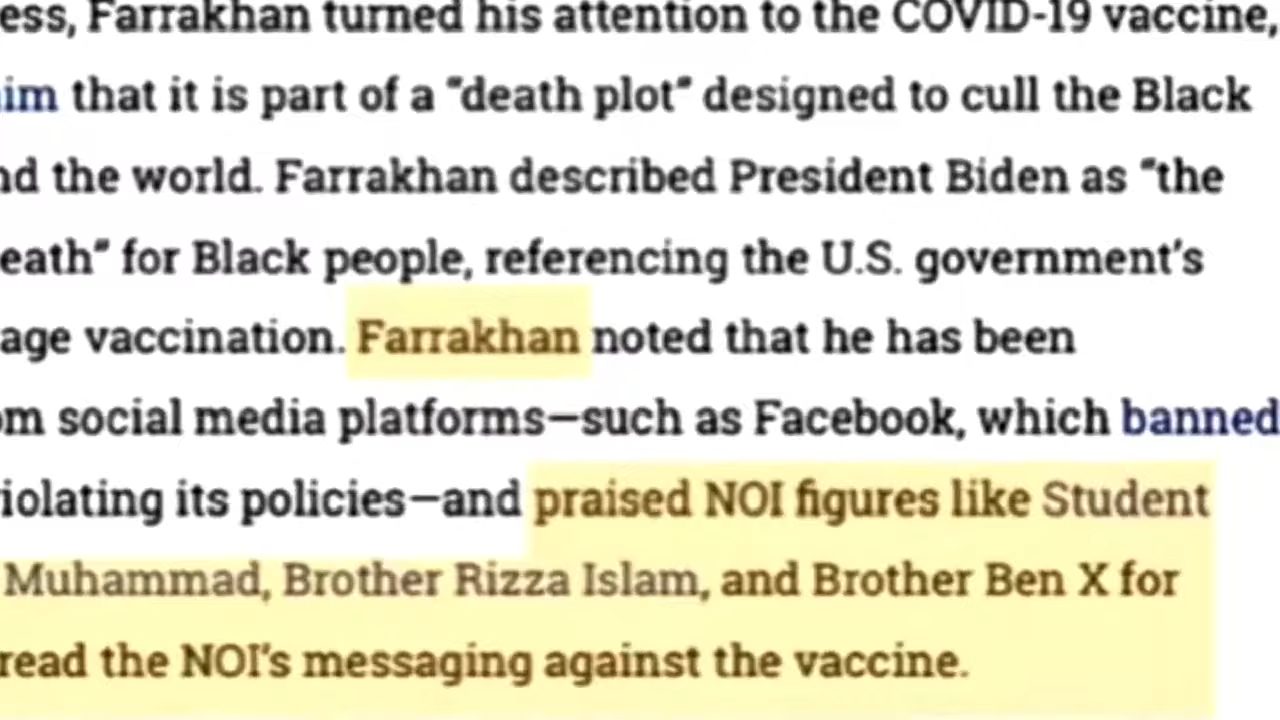 ess, Farrakhan turned his attention to the COVID-19 vaccine,
im that it is part of a "death plot" designed to cull the Black
nd the world. Farrakhan described President Biden as "the
eath" for Black people, referencing the U.S. government's
age vaccination. Farrakhan noted that he has been
om social media platforms—such as Facebook, which banned
iolating its policies—and praised NOI figures like Student
Muhammad, Brother Rizza Islam, and Brother Ben X for
read the NOI's messaging against the vaccine.